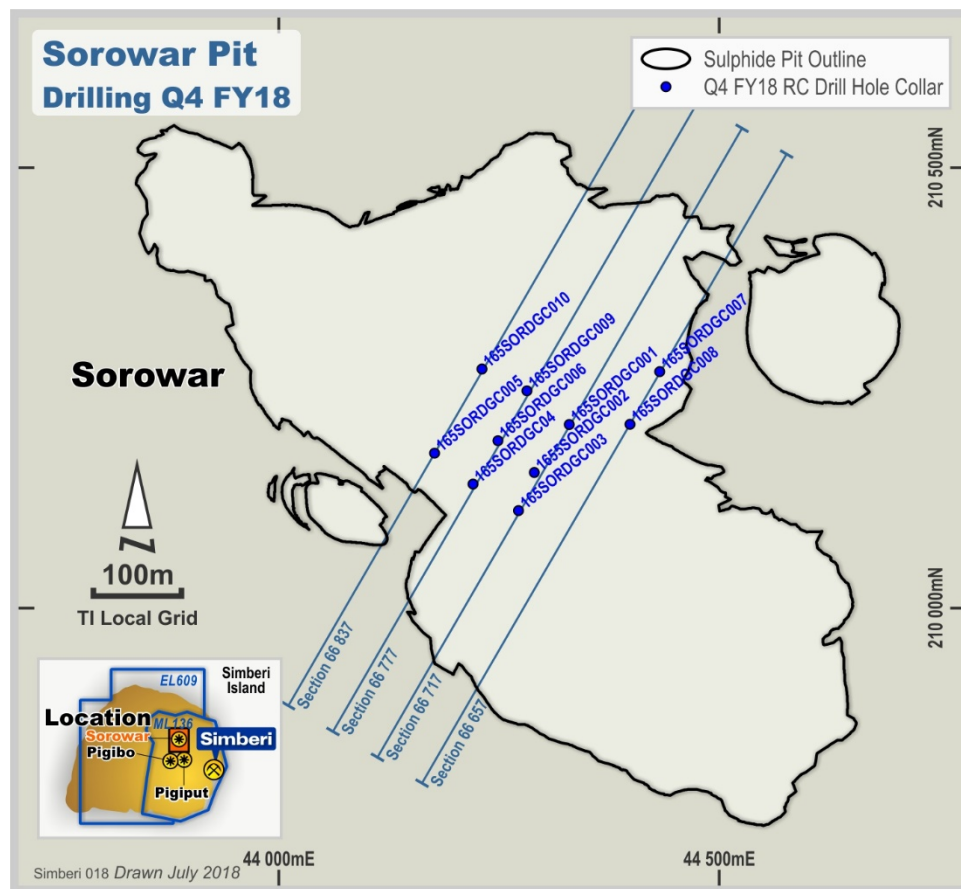 Sorowar Pit
Drilling Q4 FY18
Sulphide Pit Outline
Q4 FY18 RC Drill Hole Collar
210 500mN
165SORDGC010
165SORDGC009
165SORDGC007
165SORDGC001
165SORDGC008
165SORDGC006
165SORDGC005
1655SORDGC002
165SORDGC04
165SORDGC003
Sorowar
N
100m
TI Local Grid
210 000mN
Section 66 837
Section 66 777
Section 66 717
Section 66 657
EL609
Simberi
Island
Location
ML136
Sorowar
Simberi
Pigibo
Pigiput
44 000mE
44 500mE
Simberi 018 Drawn July 2018